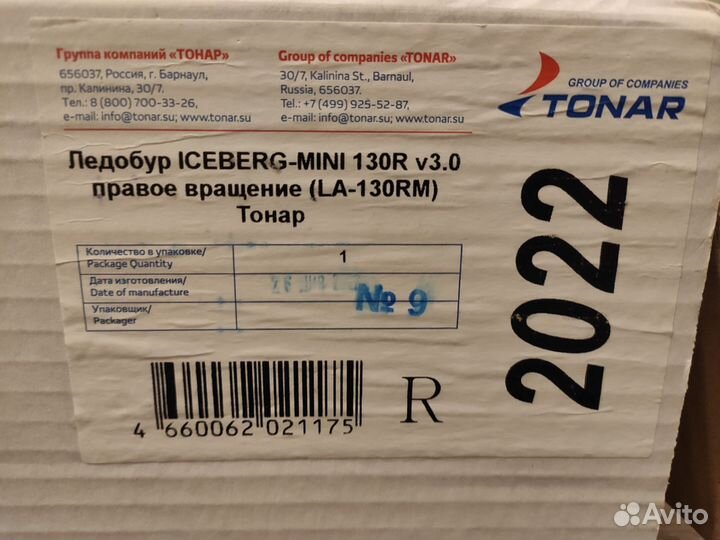 Группа компаний «ТОНАР»
656037, Россия, г. Барнаул,
пр. Калинина, 30/7.
Тел.: 8 (800) 700-33-26,
e-mail: info@tonar.su; www.tonar.su
Group of companies «TONAR»
30/7, Kalinina St., Barnaul,
Russia, 656037.
Tel.: +7 (499) 925-52-87,
e-mail: info@tonar.su; www.tonar.su
GROUP OF COMPANIES
TONAR
Ледобур ICEBERG-MINI 130R v3.0
правое вращение (LA-130RM)
Тонар
Количество в упаковке/
Package Quantity
1
Дата изготовления/
Date of manufacture
Упаковщик/
Packager
№ 9
2022
4 660062 021175
R
Avito